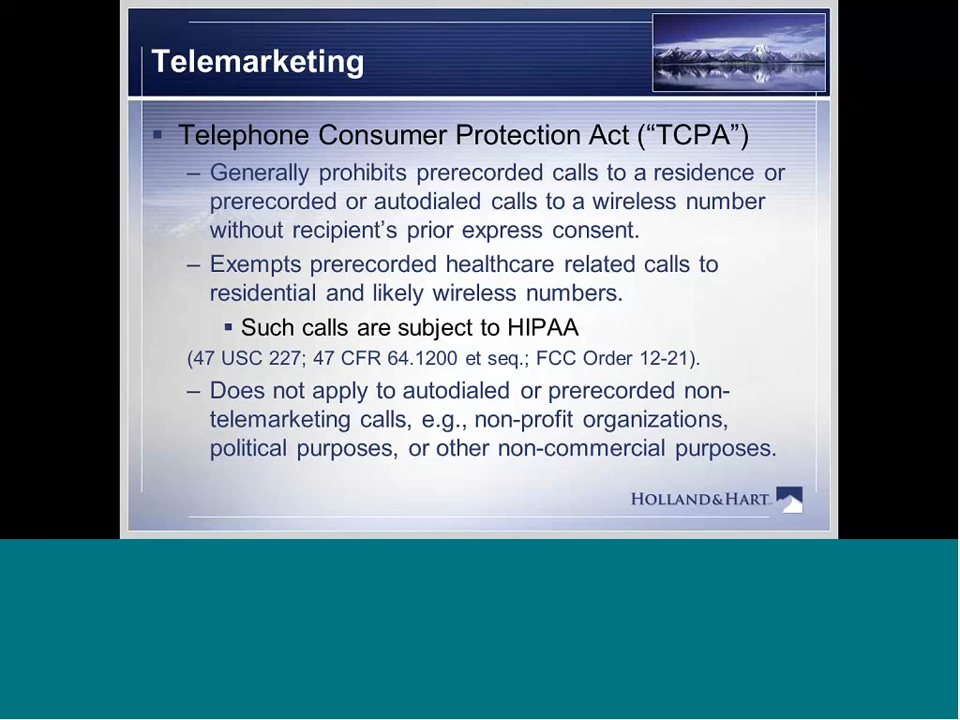 Telemarketing
▪ Telephone Consumer Protection Act (“TCPA”)
– Generally prohibits prerecorded calls to a residence or
prerecorded or autodialed calls to a wireless number
without recipient’s prior express consent.
– Exempts prerecorded healthcare related calls to
residential and likely wireless numbers.
▪ Such calls are subject to HIPAA
(47 USC 227; 47 CFR 64.1200 et seq.; FCC Order 12-21).
– Does not apply to autodialed or prerecorded non-
telemarketing calls, e.g., non-profit organizations,
political purposes, or other non-commercial purposes.
HOLLAND&HART